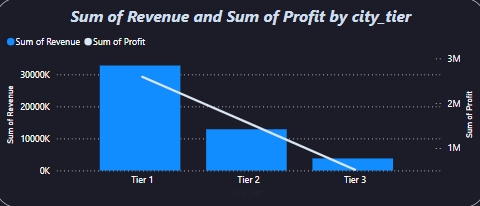 Sum of Revenue and Sum of Profit by city_tier
Sum of Revenue Sum of Profit
30000K
20000K
10000K
0K
Sum of Revenue
3M
2M
1M
Sum of Profit
Tier 1 Tier 2 Tier 3